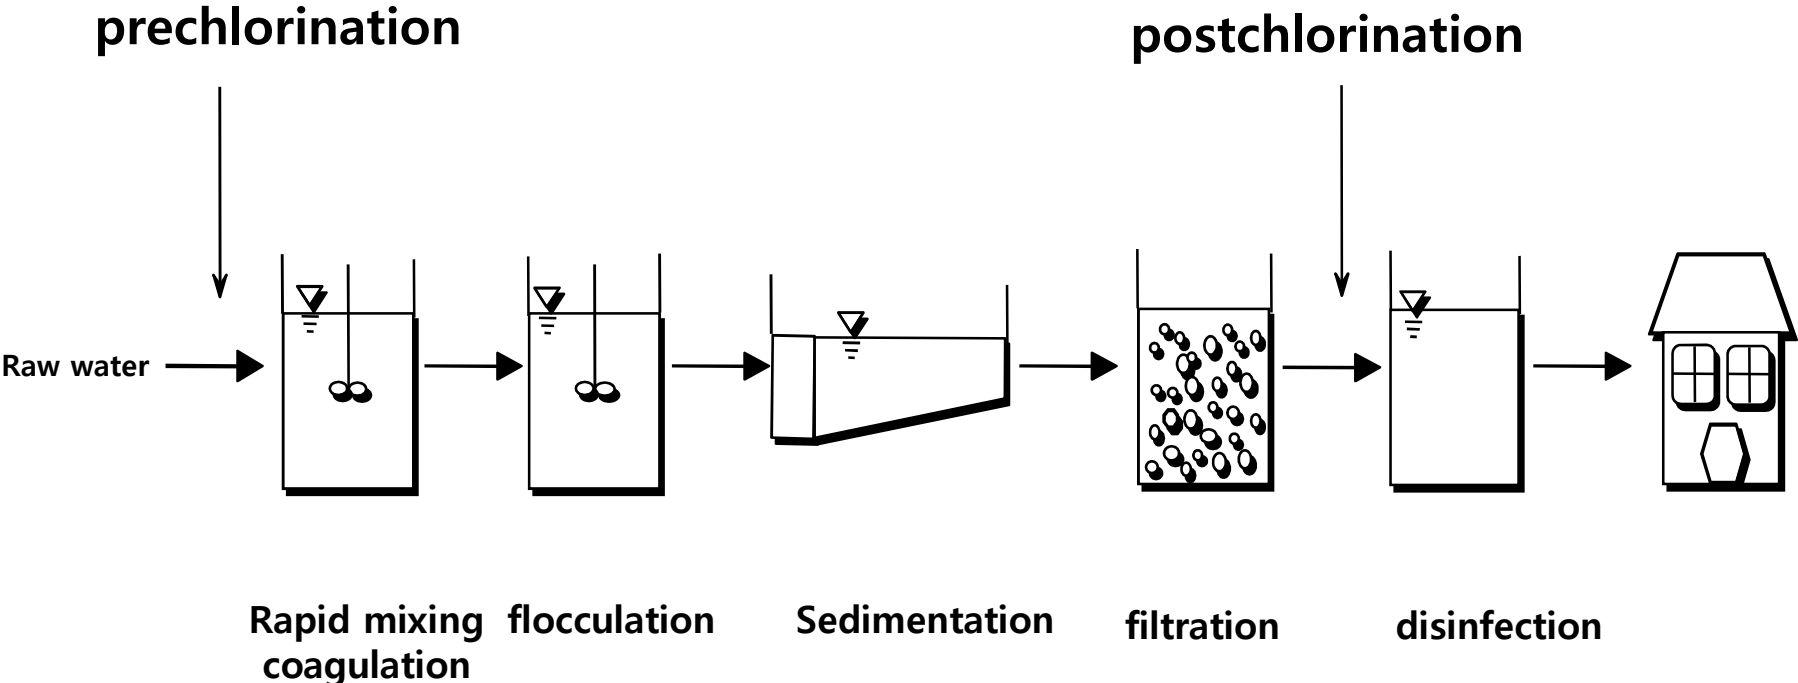 prechlorination
postchlorination
Raw water
Rapid mixing
coagulation
flocculation
Sedimentation
filtration
disinfection